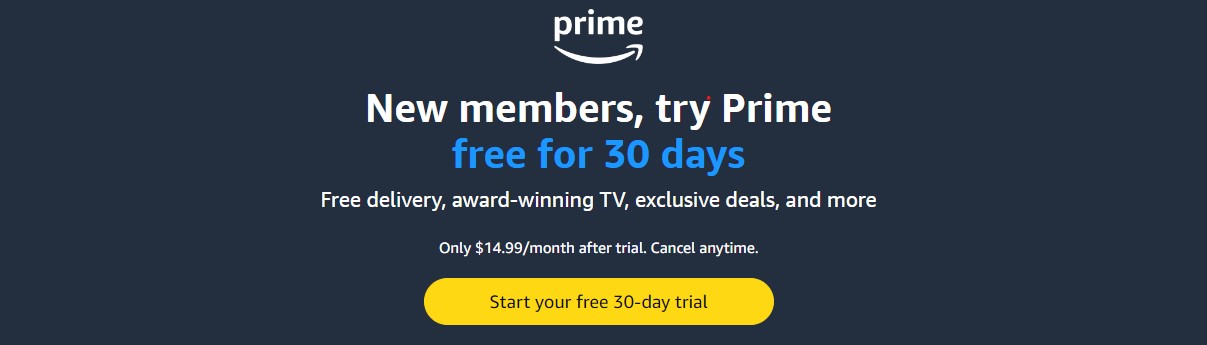 prime
New members, try Prime
free for 30 days
Free delivery, award-winning TV, exclusive deals, and more
Only $14.99/month after trial. Cancel anytime.
Start your free 30-day trial